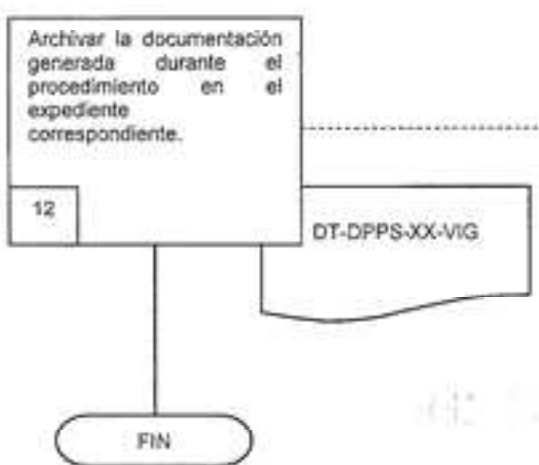 Archivar la documentación
generada durante el
procedimiento en el
expediente
correspondiente.
12
DT-DPPS-XX-VIG
FIN